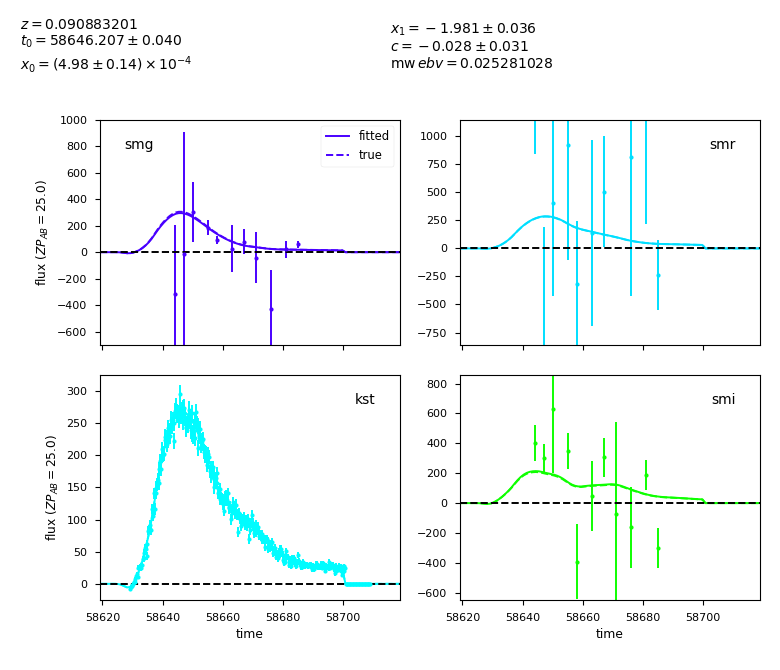 z = 0.090883201
t₀ = 58646.207 ± 0.040
x₀ = (4.98 ± 0.14) × 10⁻⁴
x₁ = −1.981 ± 0.036
c = −0.028 ± 0.031
mw ebv = 0.025281028
1000
800
600
400
200
0
−200
−400
−600
flux (ZP_AB = 25.0)
smg
fitted
true
1000
750
500
250
0
−250
−500
−750
smr
300
250
200
150
100
50
0
flux (ZP_AB = 25.0)
kst
58620 58640 58660 58680 58700
time
800
600
400
200
0
−200
−400
−600
smi
58620 58640 58660 58680 58700
time